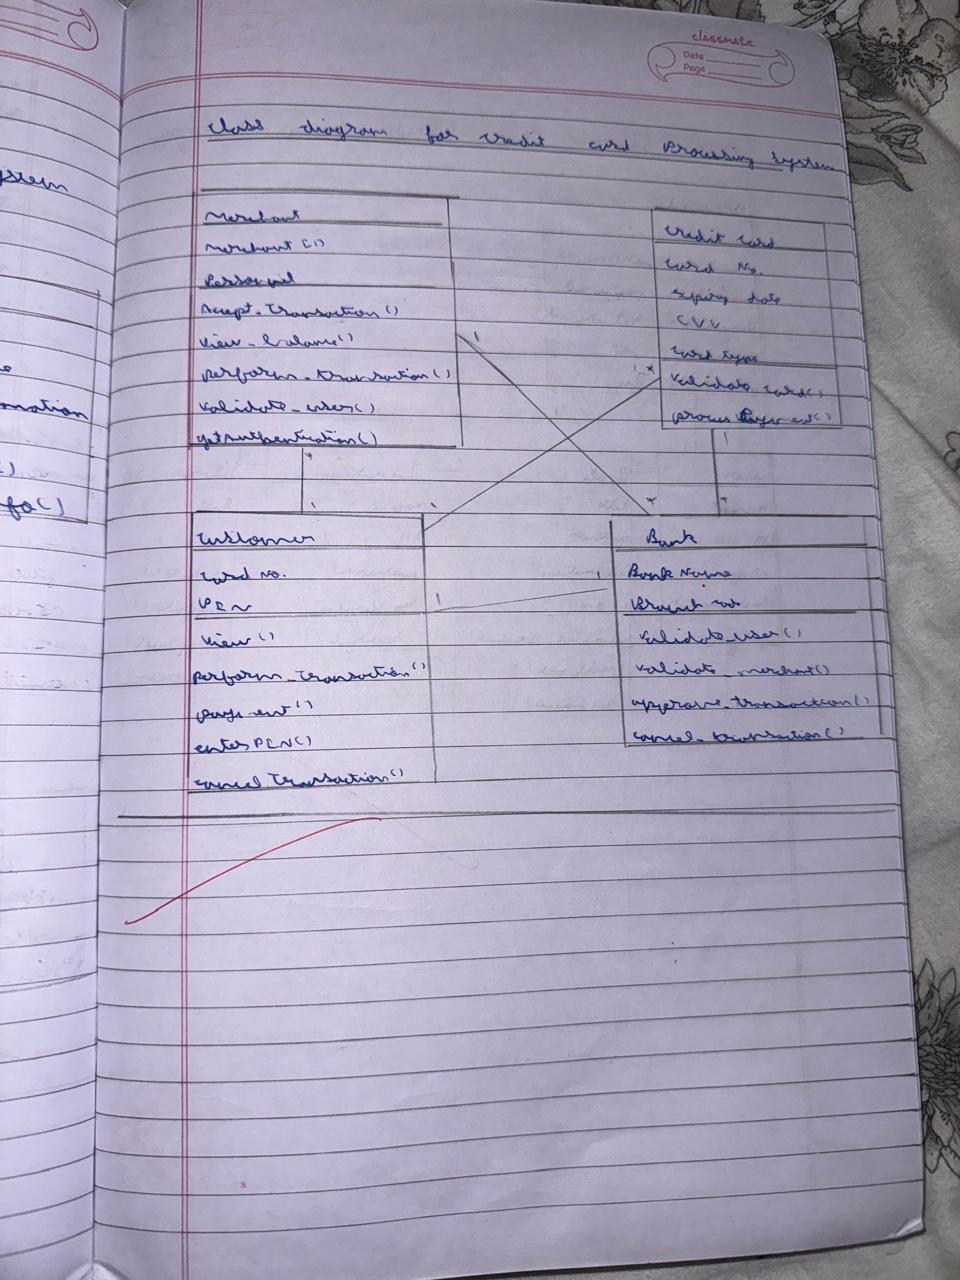 classmate
Date
Page
class diagram for credit card processing system
Merchant
Merchant
Accept_Transaction()
view_balance()
perform_transaction()
validate_user()
getAuthentication()
1
*
Credit Card
Card No.
expiry date
CVV
Card type
validate card()
process Payment()
1
*
1
1
*
*
Customer
Card No.
PIN
view()
perform_Transaction()
payment()
enter PIN()
cancel Transaction()
1
1
Bank
Bank Name
Branch code
validate_user()
validate_merchant()
approve_transaction()
cancel_transaction()
ystem
mation
()
fo()